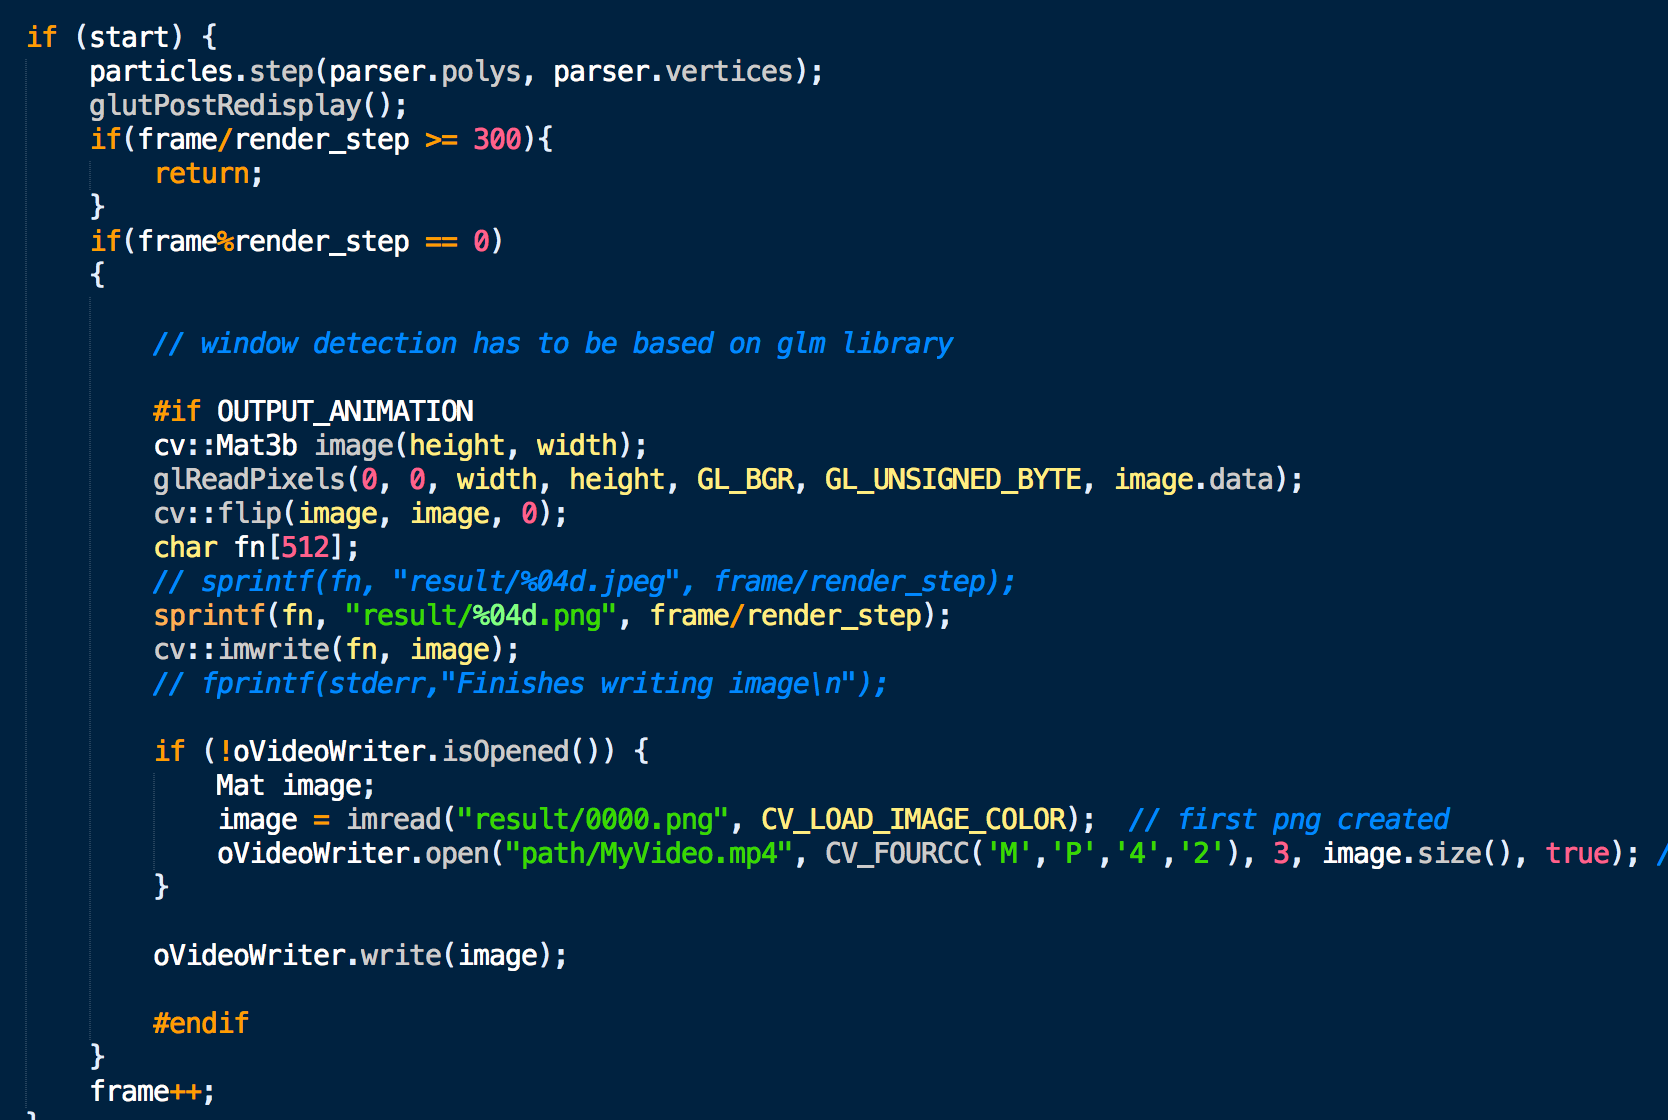 if (start) {
    particles.step(parser.polys, parser.vertices);
    glutPostRedisplay();
    if(frame/render_step >= 300){
        return;
    }
    if(frame%render_step == 0)
    {
        // window detection has to be based on glm library
        #if OUTPUT_ANIMATION
        cv::Mat3b image(height, width);
        glReadPixels(0, 0, width, height, GL_BGR, GL_UNSIGNED_BYTE, image.data);
        cv::flip(image, image, 0);
        char fn[512];
        // sprintf(fn, "result/%04d.jpeg", frame/render_step);
        sprintf(fn, "result/%04d.png", frame/render_step);
        cv::imwrite(fn, image);
        // fprintf(stderr,"Finishes writing image\n");
        if (!oVideoWriter.isOpened()) {
            Mat image;
            image = imread("result/0000.png", CV_LOAD_IMAGE_COLOR);  // first png created
            oVideoWriter.open("path/MyVideo.mp4", CV_FOURCC('M','P','4','2'), 3, image.size(), true); /
        }
        oVideoWriter.write(image);
        #endif
    }
    frame++;
}